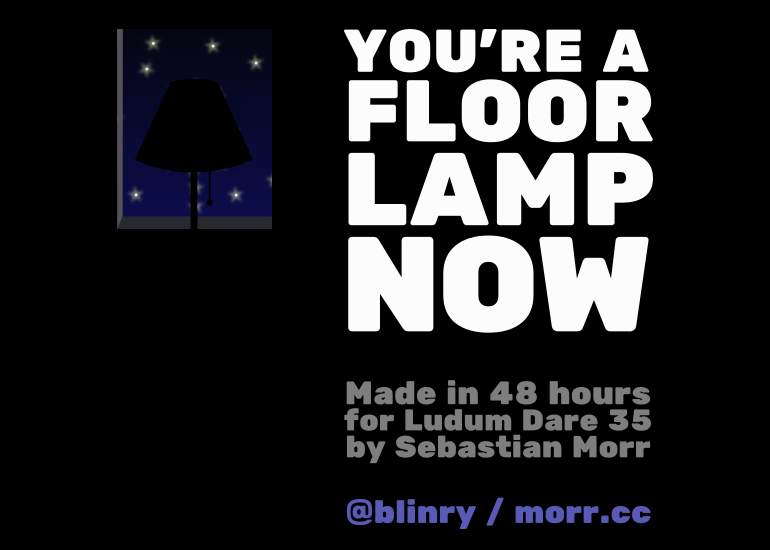 YOU'RE A
FLOOR
LAMP
NOW
Made in 48 hours
for Ludum Dare 35
by Sebastian Morr
@blinry / morr.cc